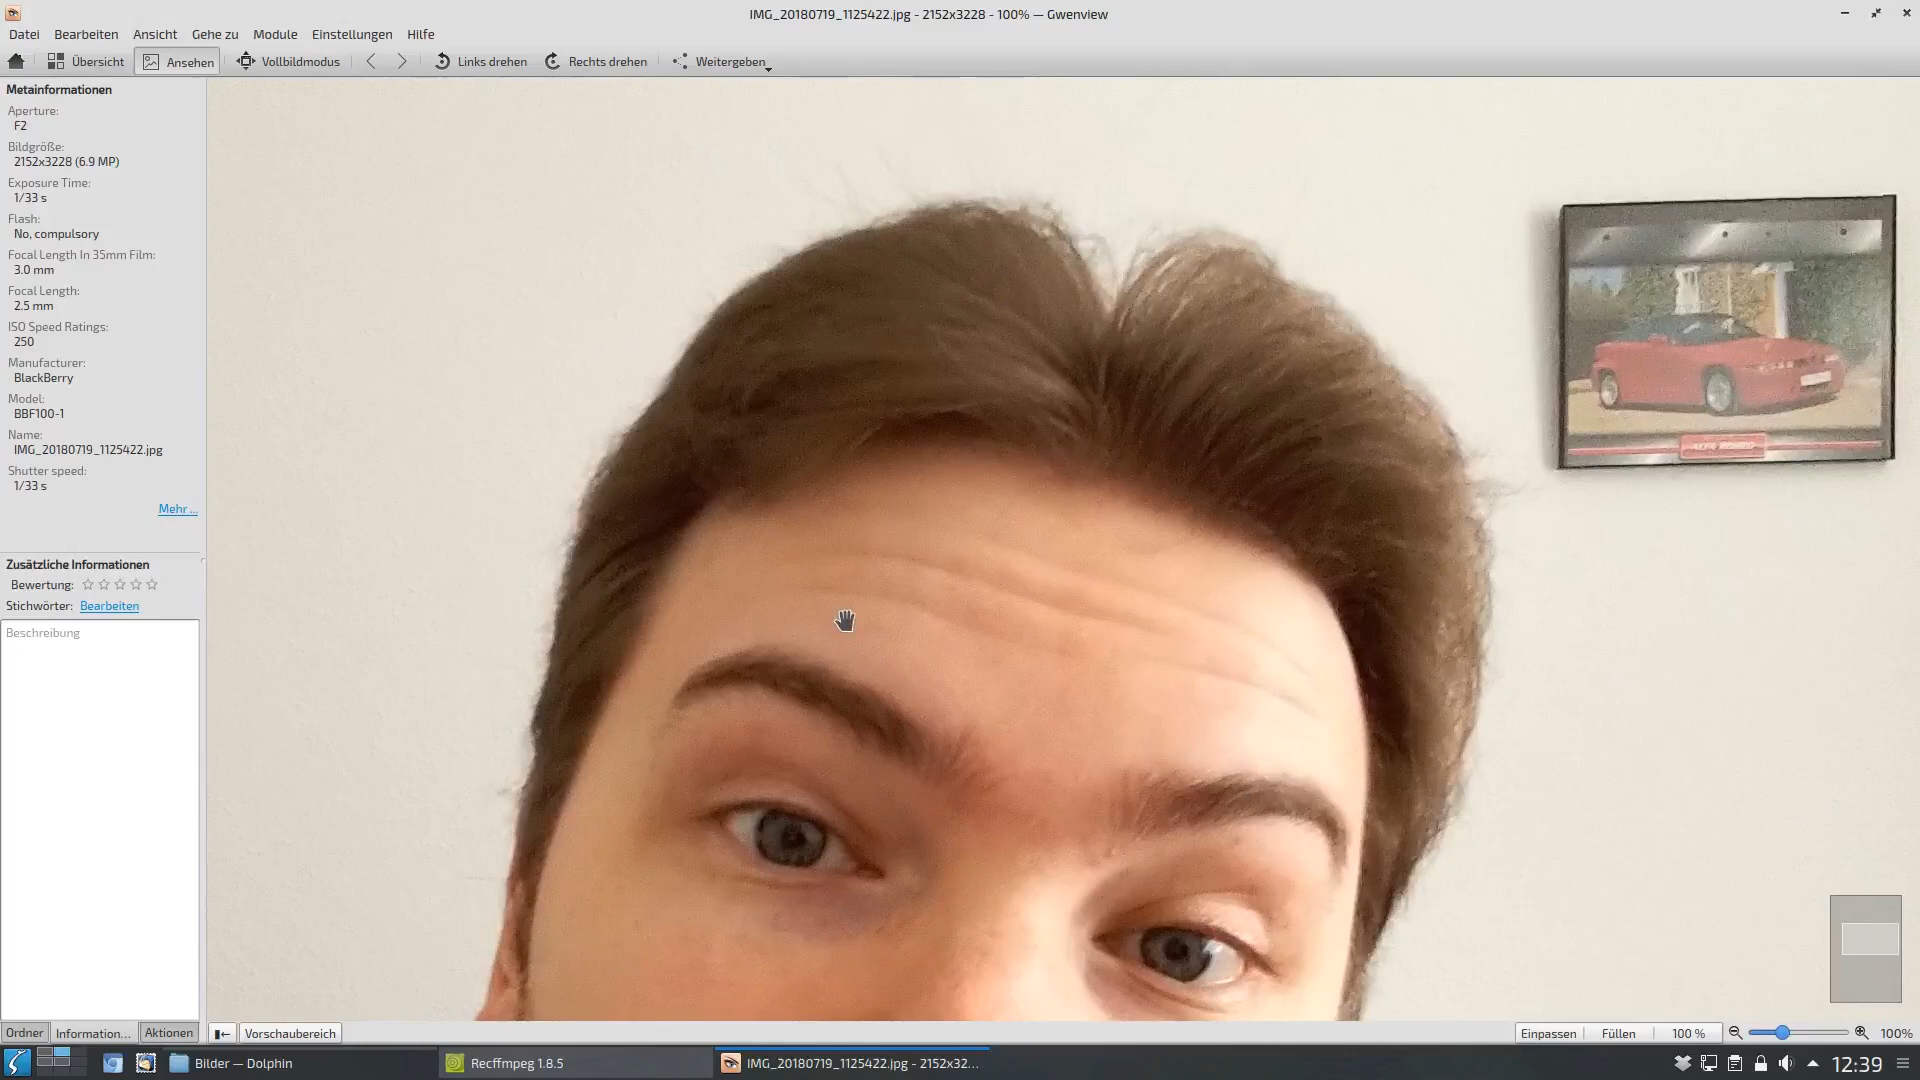 IMG_20180719_1125422.jpg - 2152x3228 - 100% — Gwenview
Datei Bearbeiten Ansicht Gehe zu Module Einstellungen Hilfe
Übersicht Ansehen Vollbildmodus Links drehen Rechts drehen Weitergeben
Metainformationen
Aperture:
F2
Bildgröße:
2152x3228 (6.9 MP)
Exposure Time:
1/33 s
Flash:
No, compulsory
Focal Length In 35mm Film:
3.0 mm
Focal Length:
2.5 mm
ISO Speed Ratings:
250
Manufacturer:
BlackBerry
Model:
BBF100-1
Name:
IMG_20180719_1125422.jpg
Shutter speed:
1/33 s
Mehr ...
Zusätzliche Informationen
Bewertung:
Stichwörter: Bearbeiten
Beschreibung
ALFA ROMEO
Ordner Information... Aktionen Vorschaubereich Einpassen Füllen 100 % 100%
Bilder — Dolphin Recffmpeg 1.8.5 IMG_20180719_1125422.jpg - 2152x32... 12:39